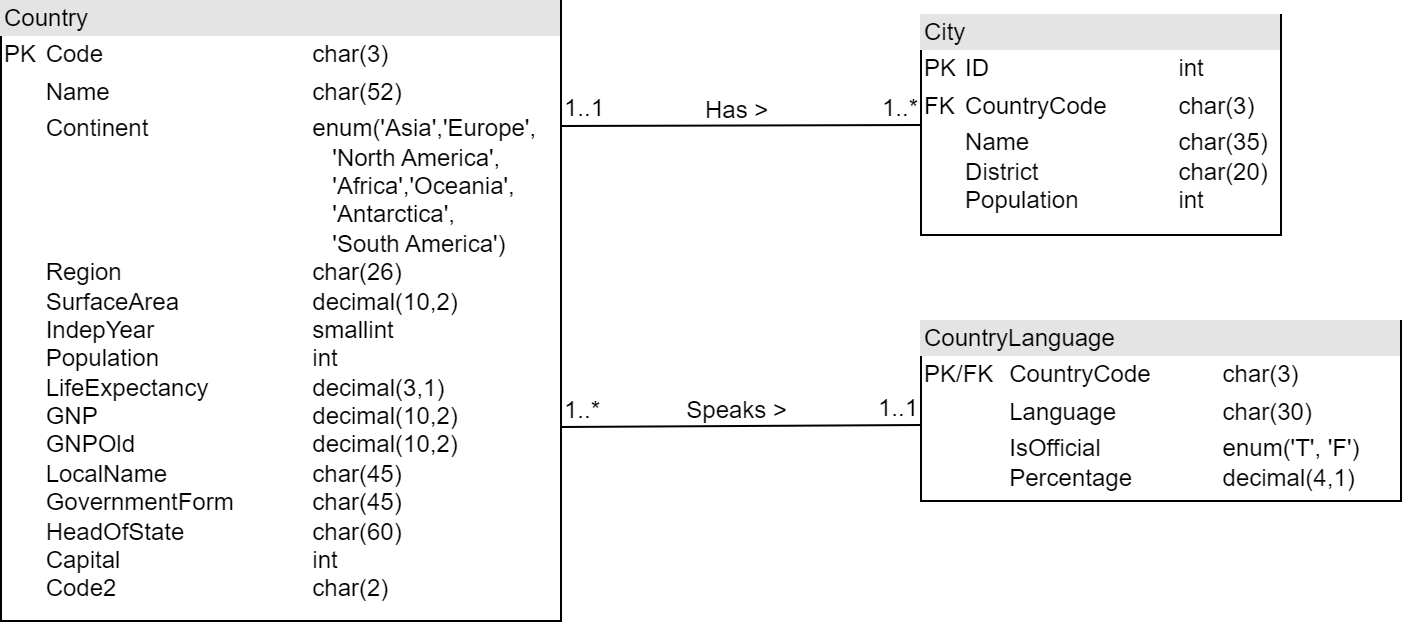 Country
PK Code char(3)
Name char(52)
Continent enum('Asia','Europe',
'North America',
'Africa','Oceania',
'Antarctica',
'South America')
Region char(26)
SurfaceArea decimal(10,2)
IndepYear smallint
Population int
LifeExpectancy decimal(3,1)
GNP decimal(10,2)
GNPOld decimal(10,2)
LocalName char(45)
GovernmentForm char(45)
HeadOfState char(60)
Capital int
Code2 char(2)
1..1 Has > 1..*
City
PK ID int
FK CountryCode char(3)
Name char(35)
District char(20)
Population int
1..* Speaks > 1..1
CountryLanguage
PK/FK CountryCode char(3)
Language char(30)
IsOfficial enum('T', 'F')
Percentage decimal(4,1)